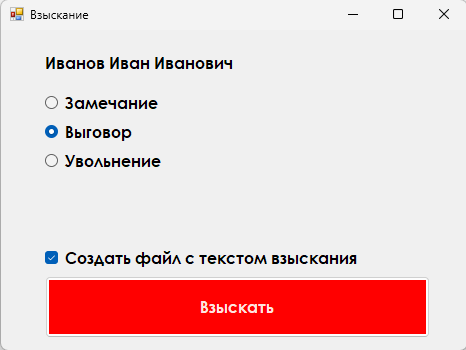 Взыскание
Иванов Иван Иванович
Замечание
Выговор
Увольнение
Создать файл с текстом взыскания
Взыскать